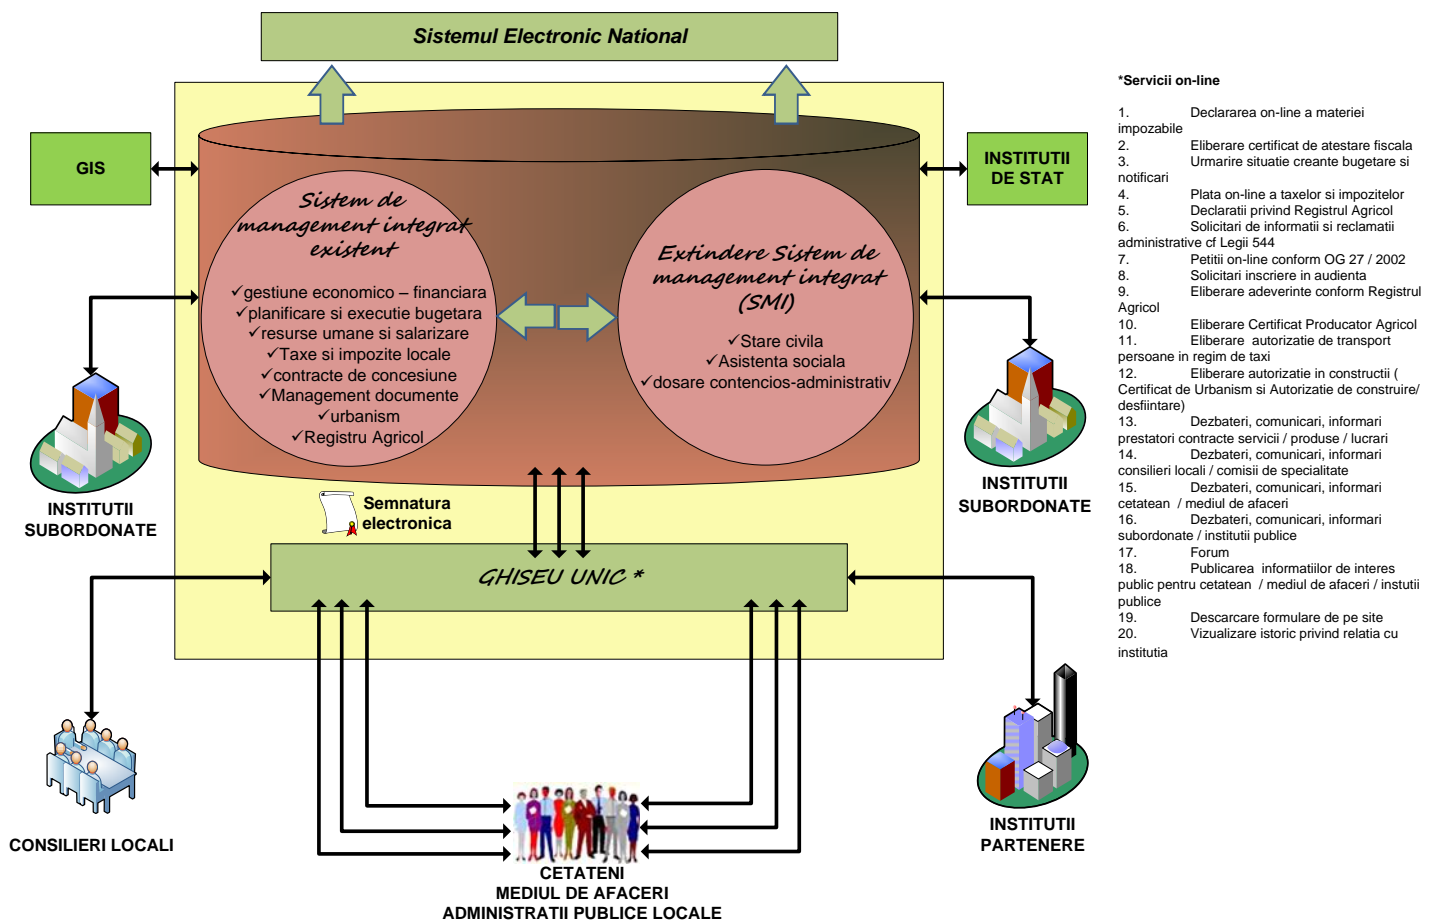 Sistemul Electronic National
GIS
INSTITUTII
DE STAT
Sistem de
management integrat
existent
✓gestiune economico – financiara
✓planificare si executie bugetara
✓resurse umane si salarizare
✓Taxe si impozite locale
✓contracte de concesiune
✓Management documente
✓urbanism
✓Registru Agricol
Extindere Sistem de
management integrat
(SMI)
✓Stare civila
✓Asistenta sociala
✓dosare contencios-administrativ
INSTITUTII
SUBORDONATE
INSTITUTII
SUBORDONATE
Semnatura
electronica
GHISEU UNIC *
CONSILIERI LOCALI
CETATENI
MEDIUL DE AFACERI
ADMINISTRATII PUBLICE LOCALE
INSTITUTII
PARTENERE
*Servicii on-line
1. Declararea on-line a materiei
impozabile
2. Eliberare certificat de atestare fiscala
3. Urmarire situatie creante bugetare si
notificari
4. Plata on-line a taxelor si impozitelor
5. Declaratii privind Registrul Agricol
6. Solicitari de informatii si reclamatii
administrative cf Legii 544
7. Petitii on-line conform OG 27 / 2002
8. Solicitari inscriere in audienta
9. Eliberare adeverinte conform Registrul
Agricol
10. Eliberare Certificat Producator Agricol
11. Eliberare autorizatie de transport
persoane in regim de taxi
12. Eliberare autorizatie in constructii (
Certificat de Urbanism si Autorizatie de construire/
desfiintare)
13. Dezbateri, comunicari, informari
prestatori contracte servicii / produse / lucrari
14. Dezbateri, comunicari, informari
consilieri locali / comisii de specialitate
15. Dezbateri, comunicari, informari
cetatean / mediul de afaceri
16. Dezbateri, comunicari, informari
subordonate / institutii publice
17. Forum
18. Publicarea informatiilor de interes
public pentru cetatean / mediul de afaceri / instutii
publice
19. Descarcare formulare de pe site
20. Vizualizare istoric privind relatia cu
institutia